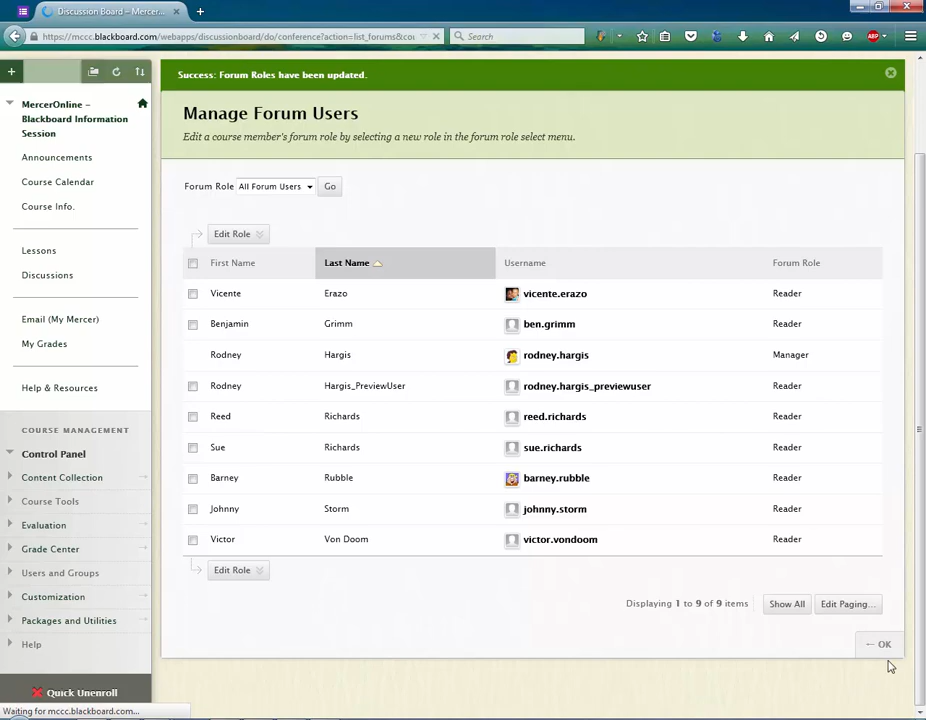 Discussion Board – Mercer...
https://mccc.blackboard.com/webapps/discussionboard/do/conference?action=list_forums&cou
Search
ABP
Success: Forum Roles have been updated.
Manage Forum Users
Edit a course member's forum role by selecting a new role in the forum role select menu.
MercerOnline –
Blackboard Information
Session
Announcements
Course Calendar
Course Info.
Lessons
Discussions
Email (My Mercer)
My Grades
Help & Resources
COURSE MANAGEMENT
Control Panel
Content Collection
Course Tools
Evaluation
Grade Center
Users and Groups
Customization
Packages and Utilities
Help
Quick Unenroll
Waiting for mccc.blackboard.com...
Forum Role All Forum Users Go
Edit Role
First Name Last Name Username Forum Role
Vicente Erazo vicente.erazo Reader
Benjamin Grimm ben.grimm Reader
Rodney Hargis rodney.hargis Manager
Rodney Hargis_PreviewUser rodney.hargis_previewuser Reader
Reed Richards reed.richards Reader
Sue Richards sue.richards Reader
Barney Rubble barney.rubble Reader
Johnny Storm johnny.storm Reader
Victor Von Doom victor.vondoom Reader
Edit Role
Displaying 1 to 9 of 9 items Show All Edit Paging...
← OK